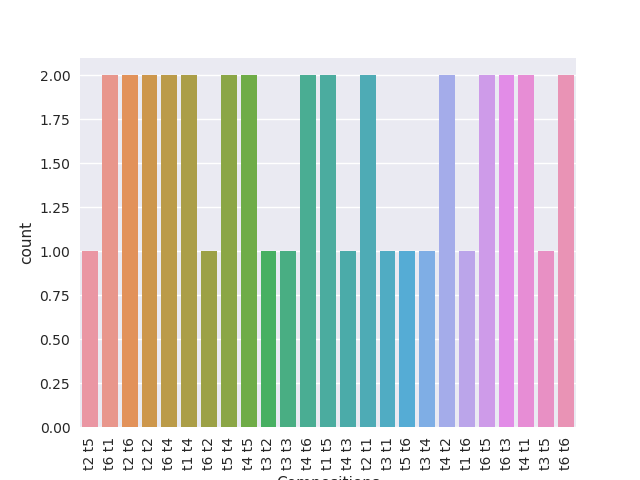 2.00
1.75
1.50
1.25
1.00
0.75
0.50
0.25
0.00
count
t2 t5
t6 t1
t2 t6
t2 t2
t6 t4
t1 t4
t6 t2
t5 t4
t4 t5
t3 t2
t3 t3
t4 t6
t1 t5
t4 t3
t2 t1
t3 t1
t5 t6
t3 t4
t4 t2
t1 t6
t6 t5
t6 t3
t4 t1
t3 t5
t6 t6
Compositions